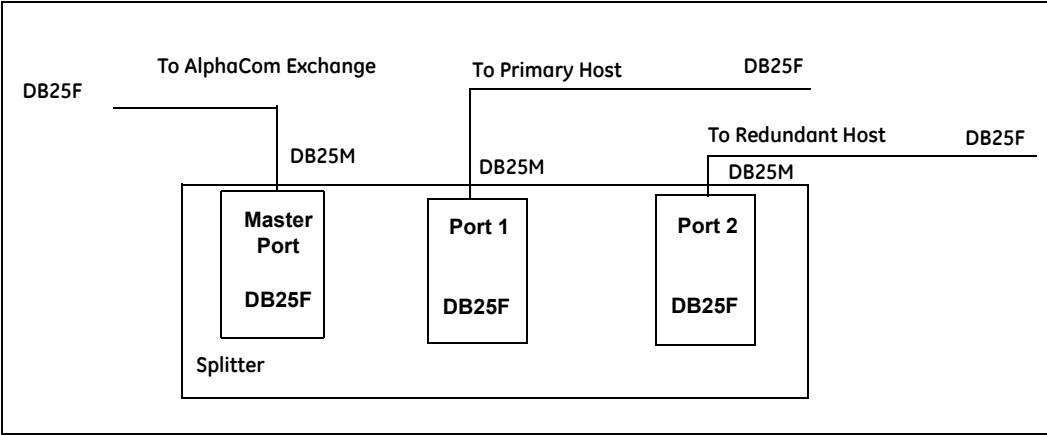 To AlphaCom Exchange
To Primary Host
DB25F
DB25F
To Redundant Host
DB25F
DB25M
DB25M
DB25M
Master
Port
DB25F
Port 1
DB25F
Port 2
DB25F
Splitter